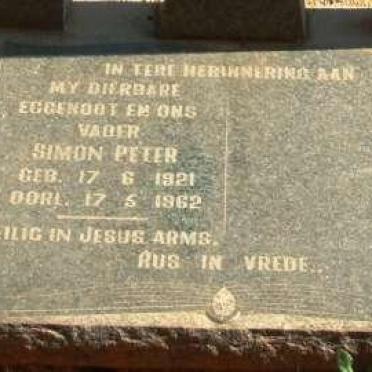 IN TERE HERINNERING AAN
MY DIERBARE
EGGENOOT EN ONS
VADER
SIMON PETER
GEB. 17 6 1921
OORL. 17 5 1962
EILIG IN JESUS ARMS.
RUS IN VREDE...